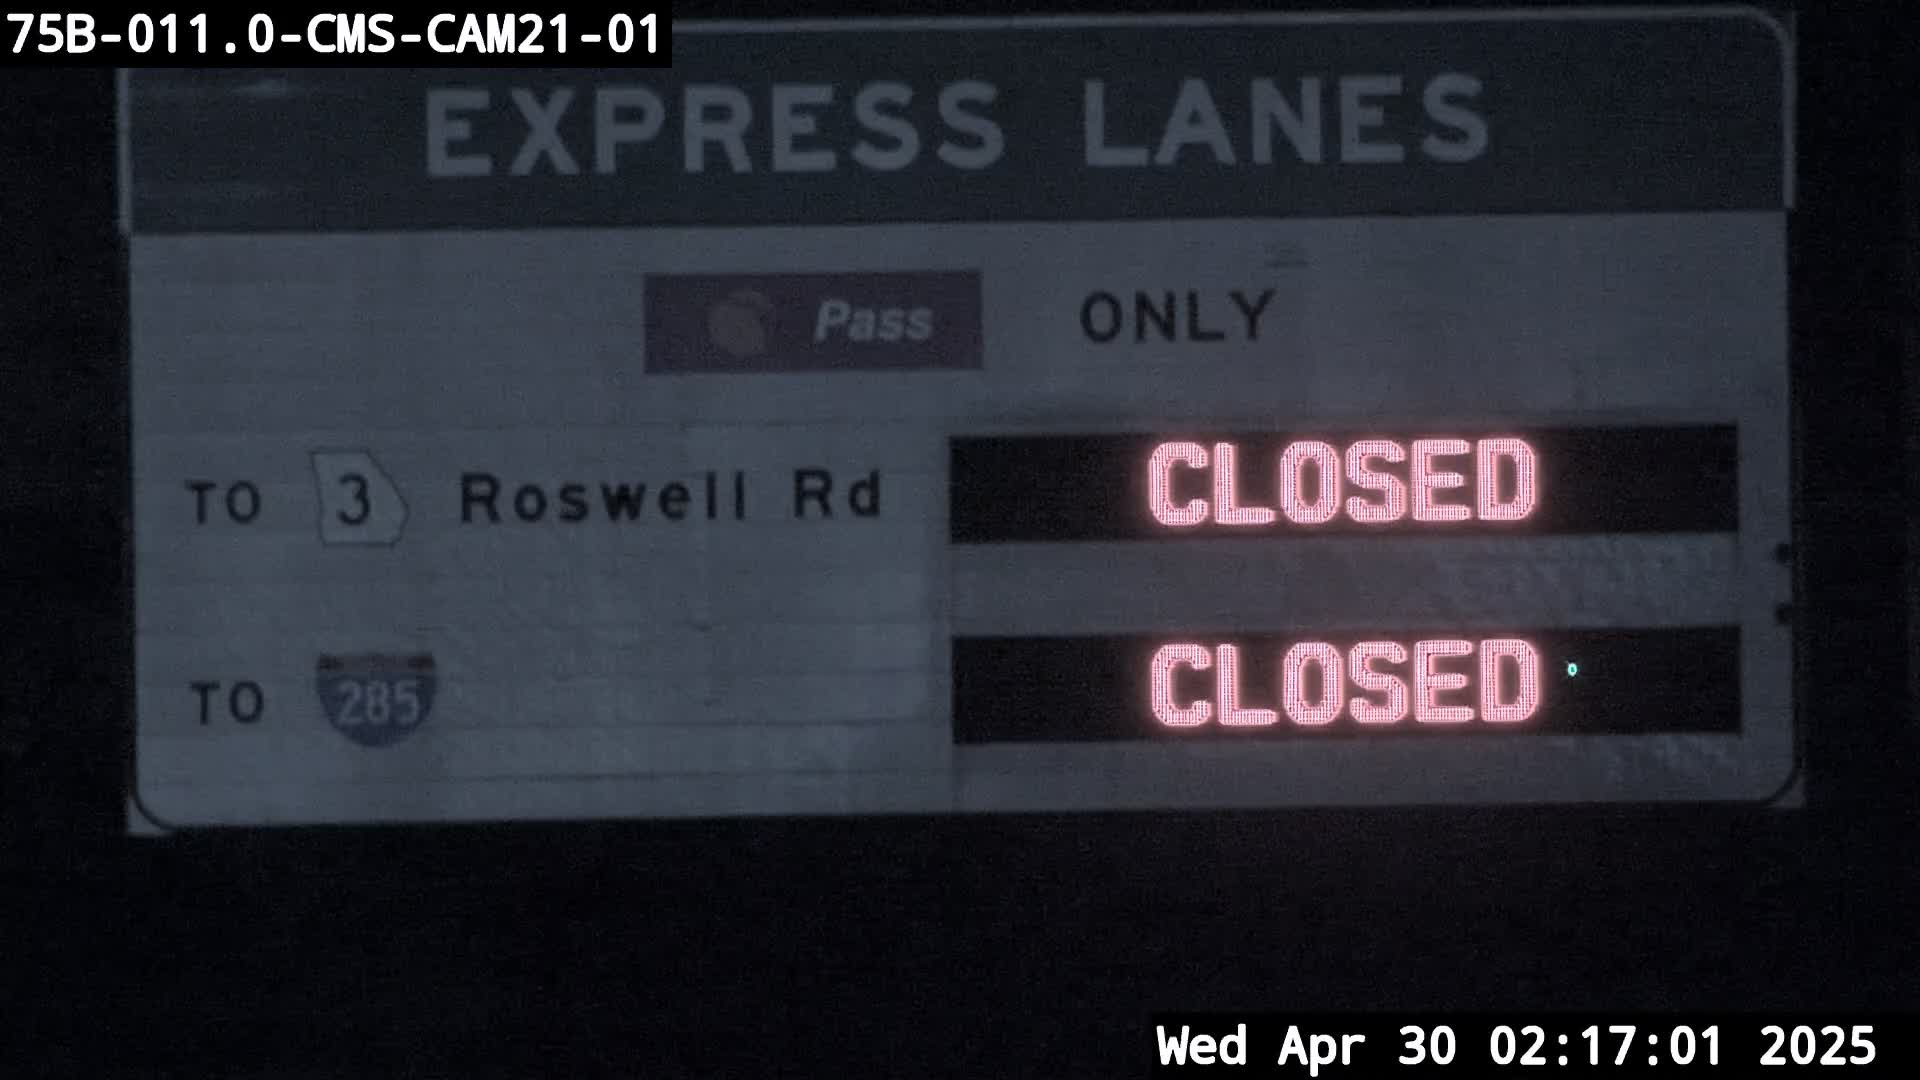 75B-011.0-CMS-CAM21-01
EXPRESS LANES
Pass ONLY
TO 3 Roswell Rd CLOSED
TO 285 CLOSED
Wed Apr 30 02:17:01 2025